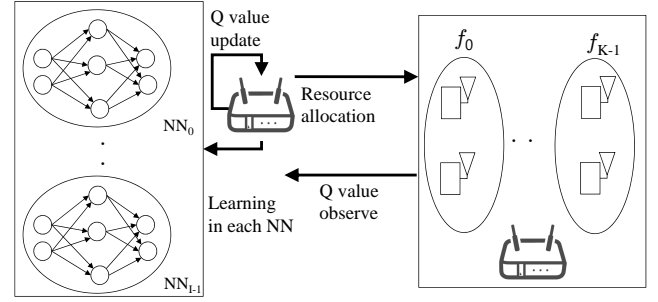 Q value
update
NN0
Resource
allocation
f0
fK-1
. .
.
.
Learning
in each NN
Q value
observe
NNI-1